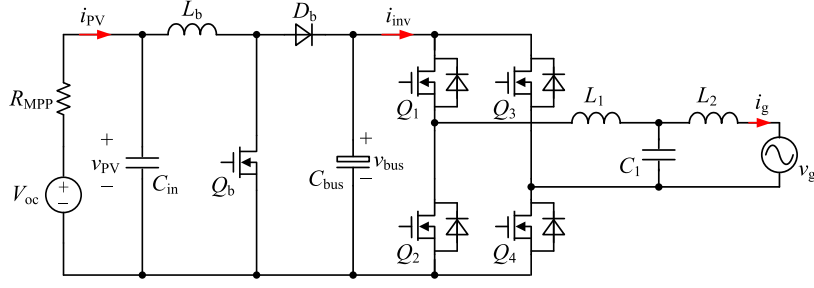 i_PV
L_b
D_b
i_inv
R_MPP
Q_1
Q_3
L_1
L_2
i_g
+
v_PV
−
C_in
Q_b
+
v_bus
−
C_bus
C_1
v_g
V_oc
+
−
Q_2
Q_4